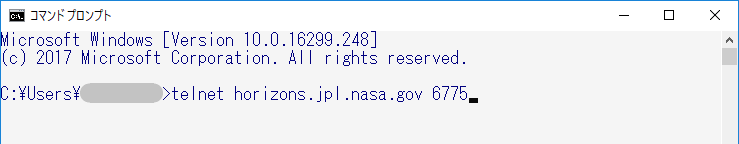 コマンドプロンプト
Microsoft Windows [Version 10.0.16299.248]
(c) 2017 Microsoft Corporation. All rights reserved.
C:¥Users¥ >telnet horizons.jpl.nasa.gov 6775